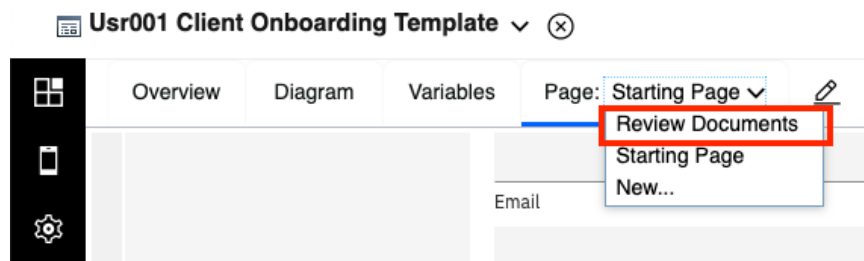 Usr001 Client Onboarding Template
Overview Diagram Variables Page: Starting Page
Review Documents
Starting Page
New...
Email